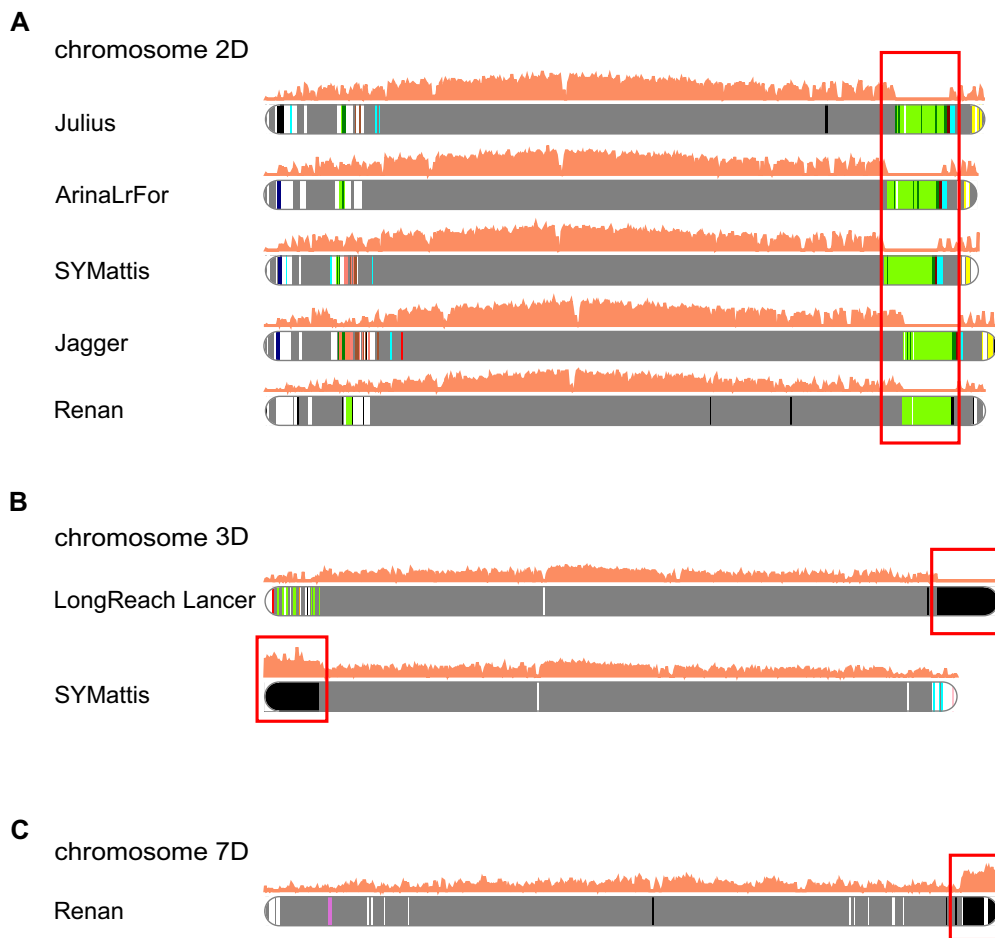 A
chromosome 2D
Julius
ArinaLrFor
SYMattis
Jagger
Renan
B
chromosome 3D
LongReach Lancer
SYMattis
C
chromosome 7D
Renan